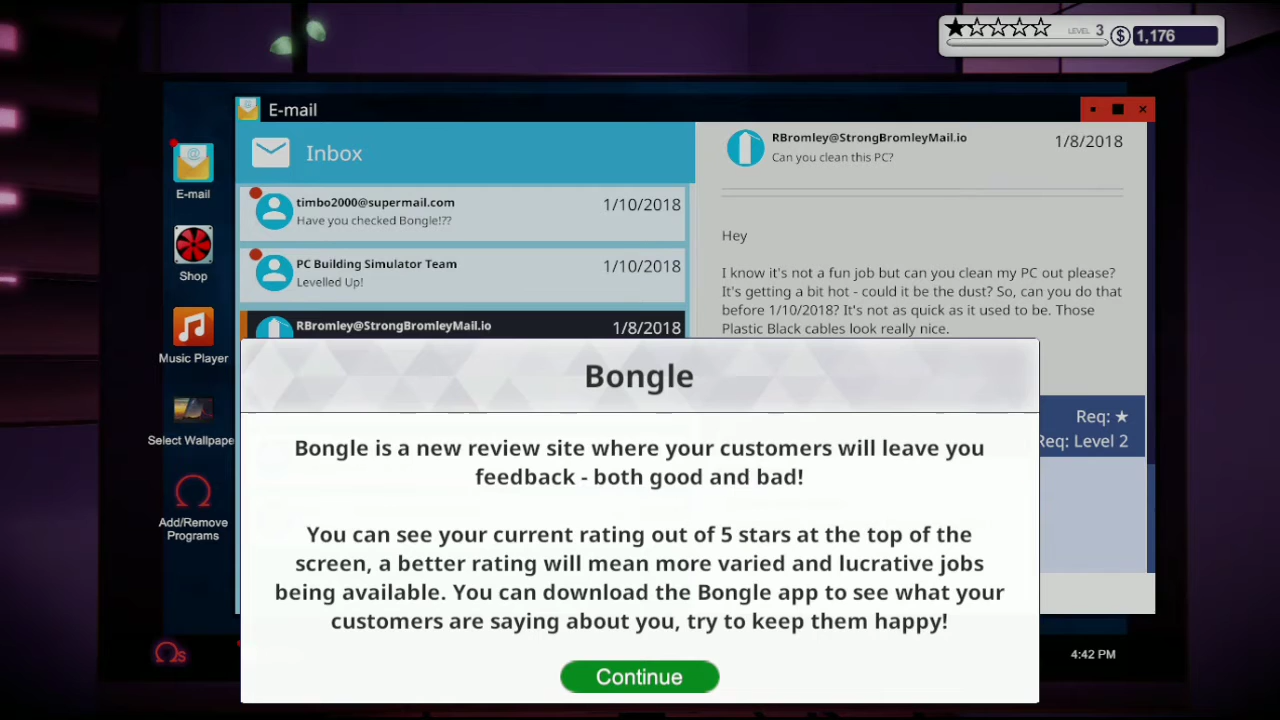 LEVEL 3
$ 1,176
E-mail
Inbox
RBromley@StrongBromleyMail.io
1/8/2018
Can you clean this PC?
E-mail
timbo2000@supermail.com
1/10/2018
Have you checked Bongle!??
Hey
Shop
PC Building Simulator Team
1/10/2018
Levelled Up!
I know it's not a fun job but can you clean my PC out please?
It's getting a bit hot - could it be the dust? So, can you do that
before 1/10/2018? It's not as quick as it used to be. Those
Plastic Black cables look really nice.
RBromley@StrongBromleyMail.io
1/8/2018
Music Player
Bongle
Req: ★
Req: Level 2
Select Wallpape
Bongle is a new review site where your customers will leave you
feedback - both good and bad!
Add/Remove
Programs
You can see your current rating out of 5 stars at the top of the
screen, a better rating will mean more varied and lucrative jobs
being available. You can download the Bongle app to see what your
customers are saying about you, try to keep them happy!
Ωs
4:42 PM
Continue